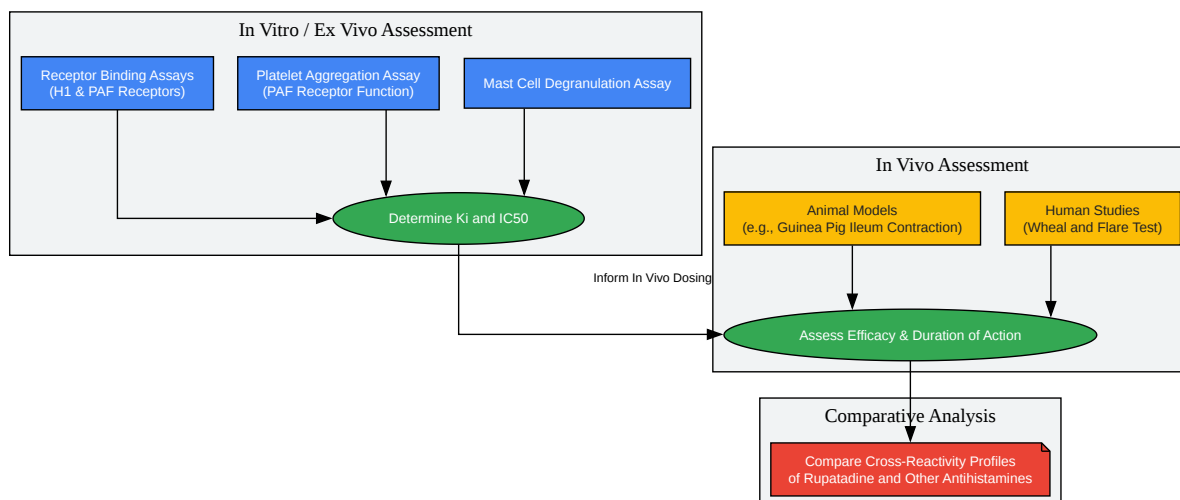 In Vitro / Ex Vivo Assessment
Receptor Binding Assays
(H1 & PAF Receptors)
Platelet Aggregation Assay
(PAF Receptor Function)
Mast Cell Degranulation Assay
Determine Ki and IC50
Inform In Vivo Dosing
In Vivo Assessment
Animal Models
(e.g., Guinea Pig Ileum Contraction)
Human Studies
(Wheal and Flare Test)
Assess Efficacy & Duration of Action
Comparative Analysis
Compare Cross-Reactivity Profiles
of Rupatadine and Other Antihistamines